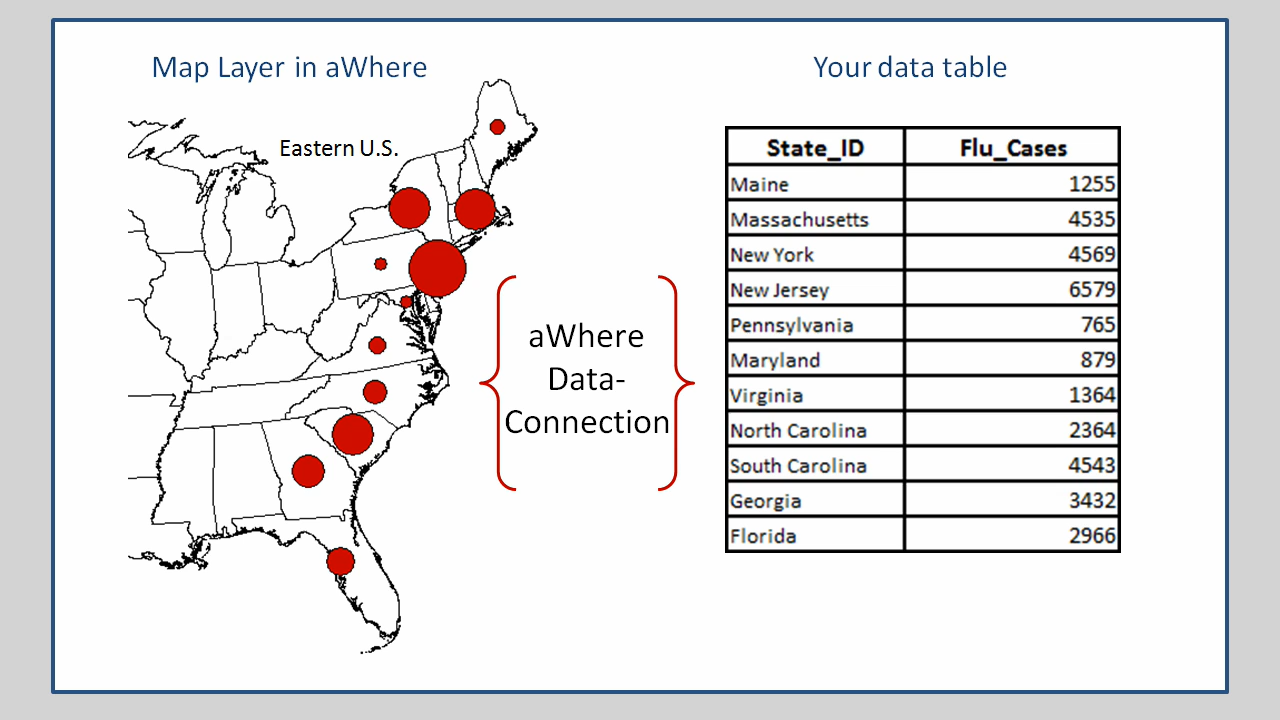 Map Layer in aWhere
Your data table
Eastern U.S.
aWhere
Data-
Connection
State_ID Flu_Cases
Maine 1255
Massachusetts 4535
New York 4569
New Jersey 6579
Pennsylvania 765
Maryland 879
Virginia 1364
North Carolina 2364
South Carolina 4543
Georgia 3432
Florida 2966